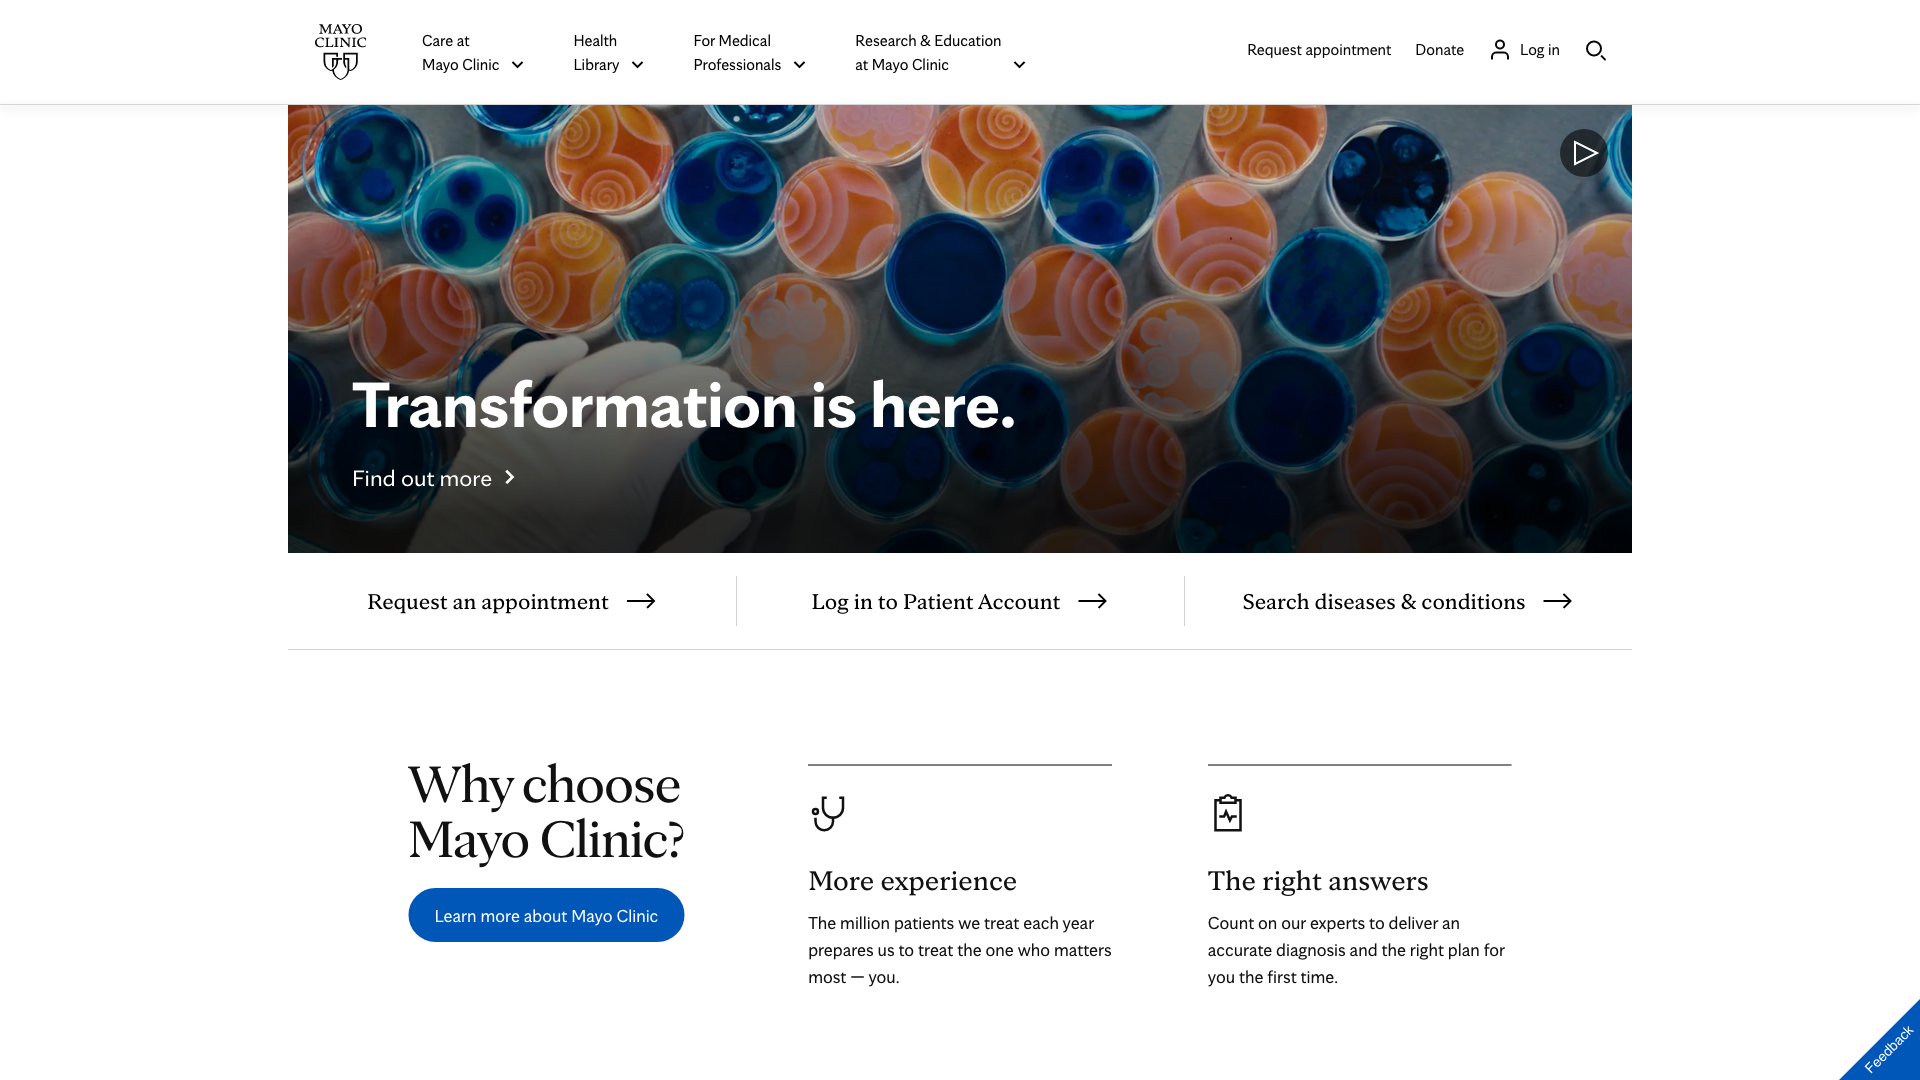 MAYO
CLINIC
Care at
Mayo Clinic
Health
Library
For Medical
Professionals
Research & Education
at Mayo Clinic
Request appointment
Donate
Log in
Transformation is here.
Find out more
Request an appointment
Log in to Patient Account
Search diseases & conditions
Why choose
Mayo Clinic?
Learn more about Mayo Clinic
More experience
The million patients we treat each year
prepares us to treat the one who matters
most — you.
The right answers
Count on our experts to deliver an
accurate diagnosis and the right plan for
you the first time.
Feedback